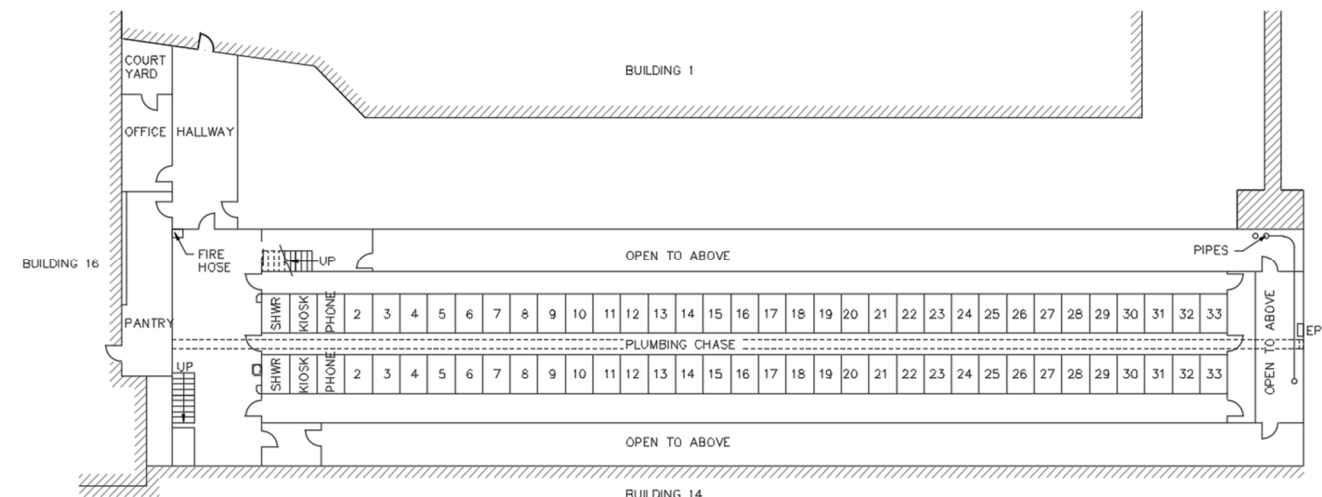 COURT
YARD
BUILDING 1
OFFICE
HALLWAY
BUILDING 16
FIRE
HOSE
UP
OPEN TO ABOVE
PIPES
SHWR
KIOSK
PHONE
2 3 4 5 6 7 8 9 10 11 12 13 14 15 16 17 18 19 20 21 22 23 24 25 26 27 28 29 30 31 32 33
PANTRY
OPEN TO ABOVE
EP
PLUMBING CHASE
UP
SHWR
KIOSK
PHONE
2 3 4 5 6 7 8 9 10 11 12 13 14 15 16 17 18 19 20 21 22 23 24 25 26 27 28 29 30 31 32 33
OPEN TO ABOVE
BUILDING 14